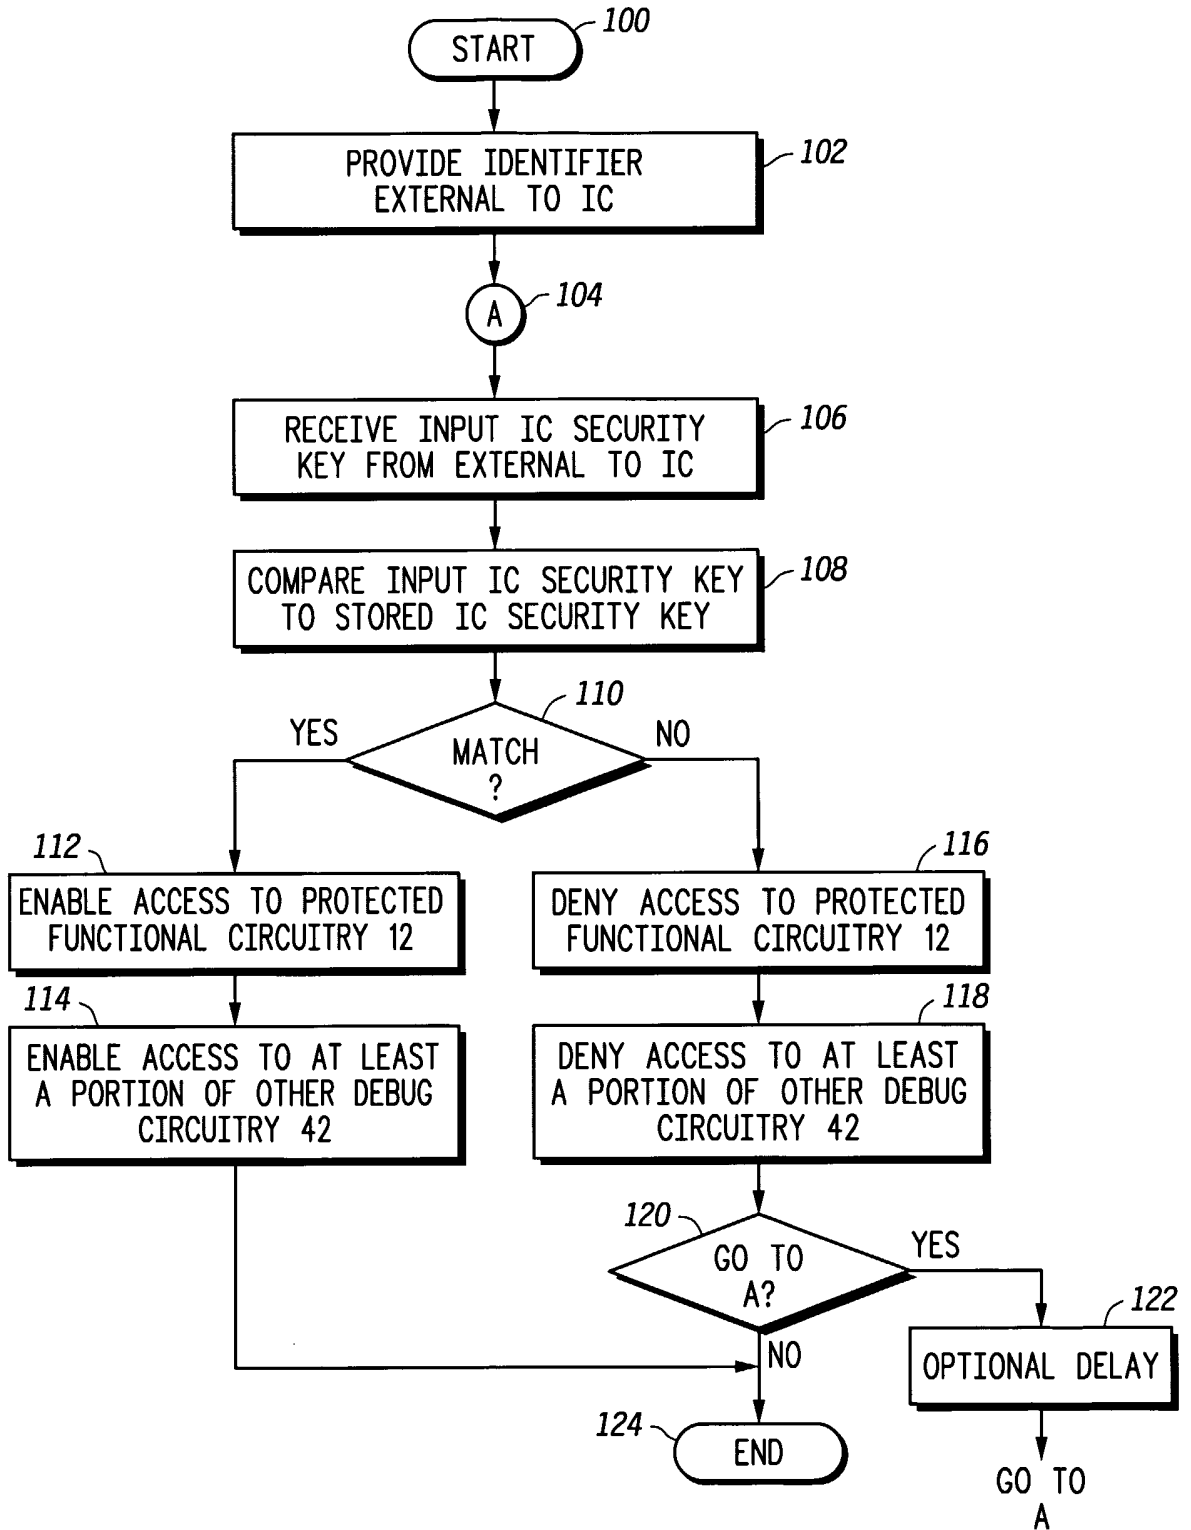 START
100
PROVIDE IDENTIFIER
EXTERNAL TO IC
102
A
104
RECEIVE INPUT IC SECURITY
KEY FROM EXTERNAL TO IC
106
COMPARE INPUT IC SECURITY KEY
TO STORED IC SECURITY KEY
108
110
YES
MATCH
?
NO
112
ENABLE ACCESS TO PROTECTED
FUNCTIONAL CIRCUITRY 12
116
DENY ACCESS TO PROTECTED
FUNCTIONAL CIRCUITRY 12
114
ENABLE ACCESS TO AT LEAST
A PORTION OF OTHER DEBUG
CIRCUITRY 42
118
DENY ACCESS TO AT LEAST
A PORTION OF OTHER DEBUG
CIRCUITRY 42
120
GO TO
A?
YES
NO
122
OPTIONAL DELAY
GO TO
A
124
END